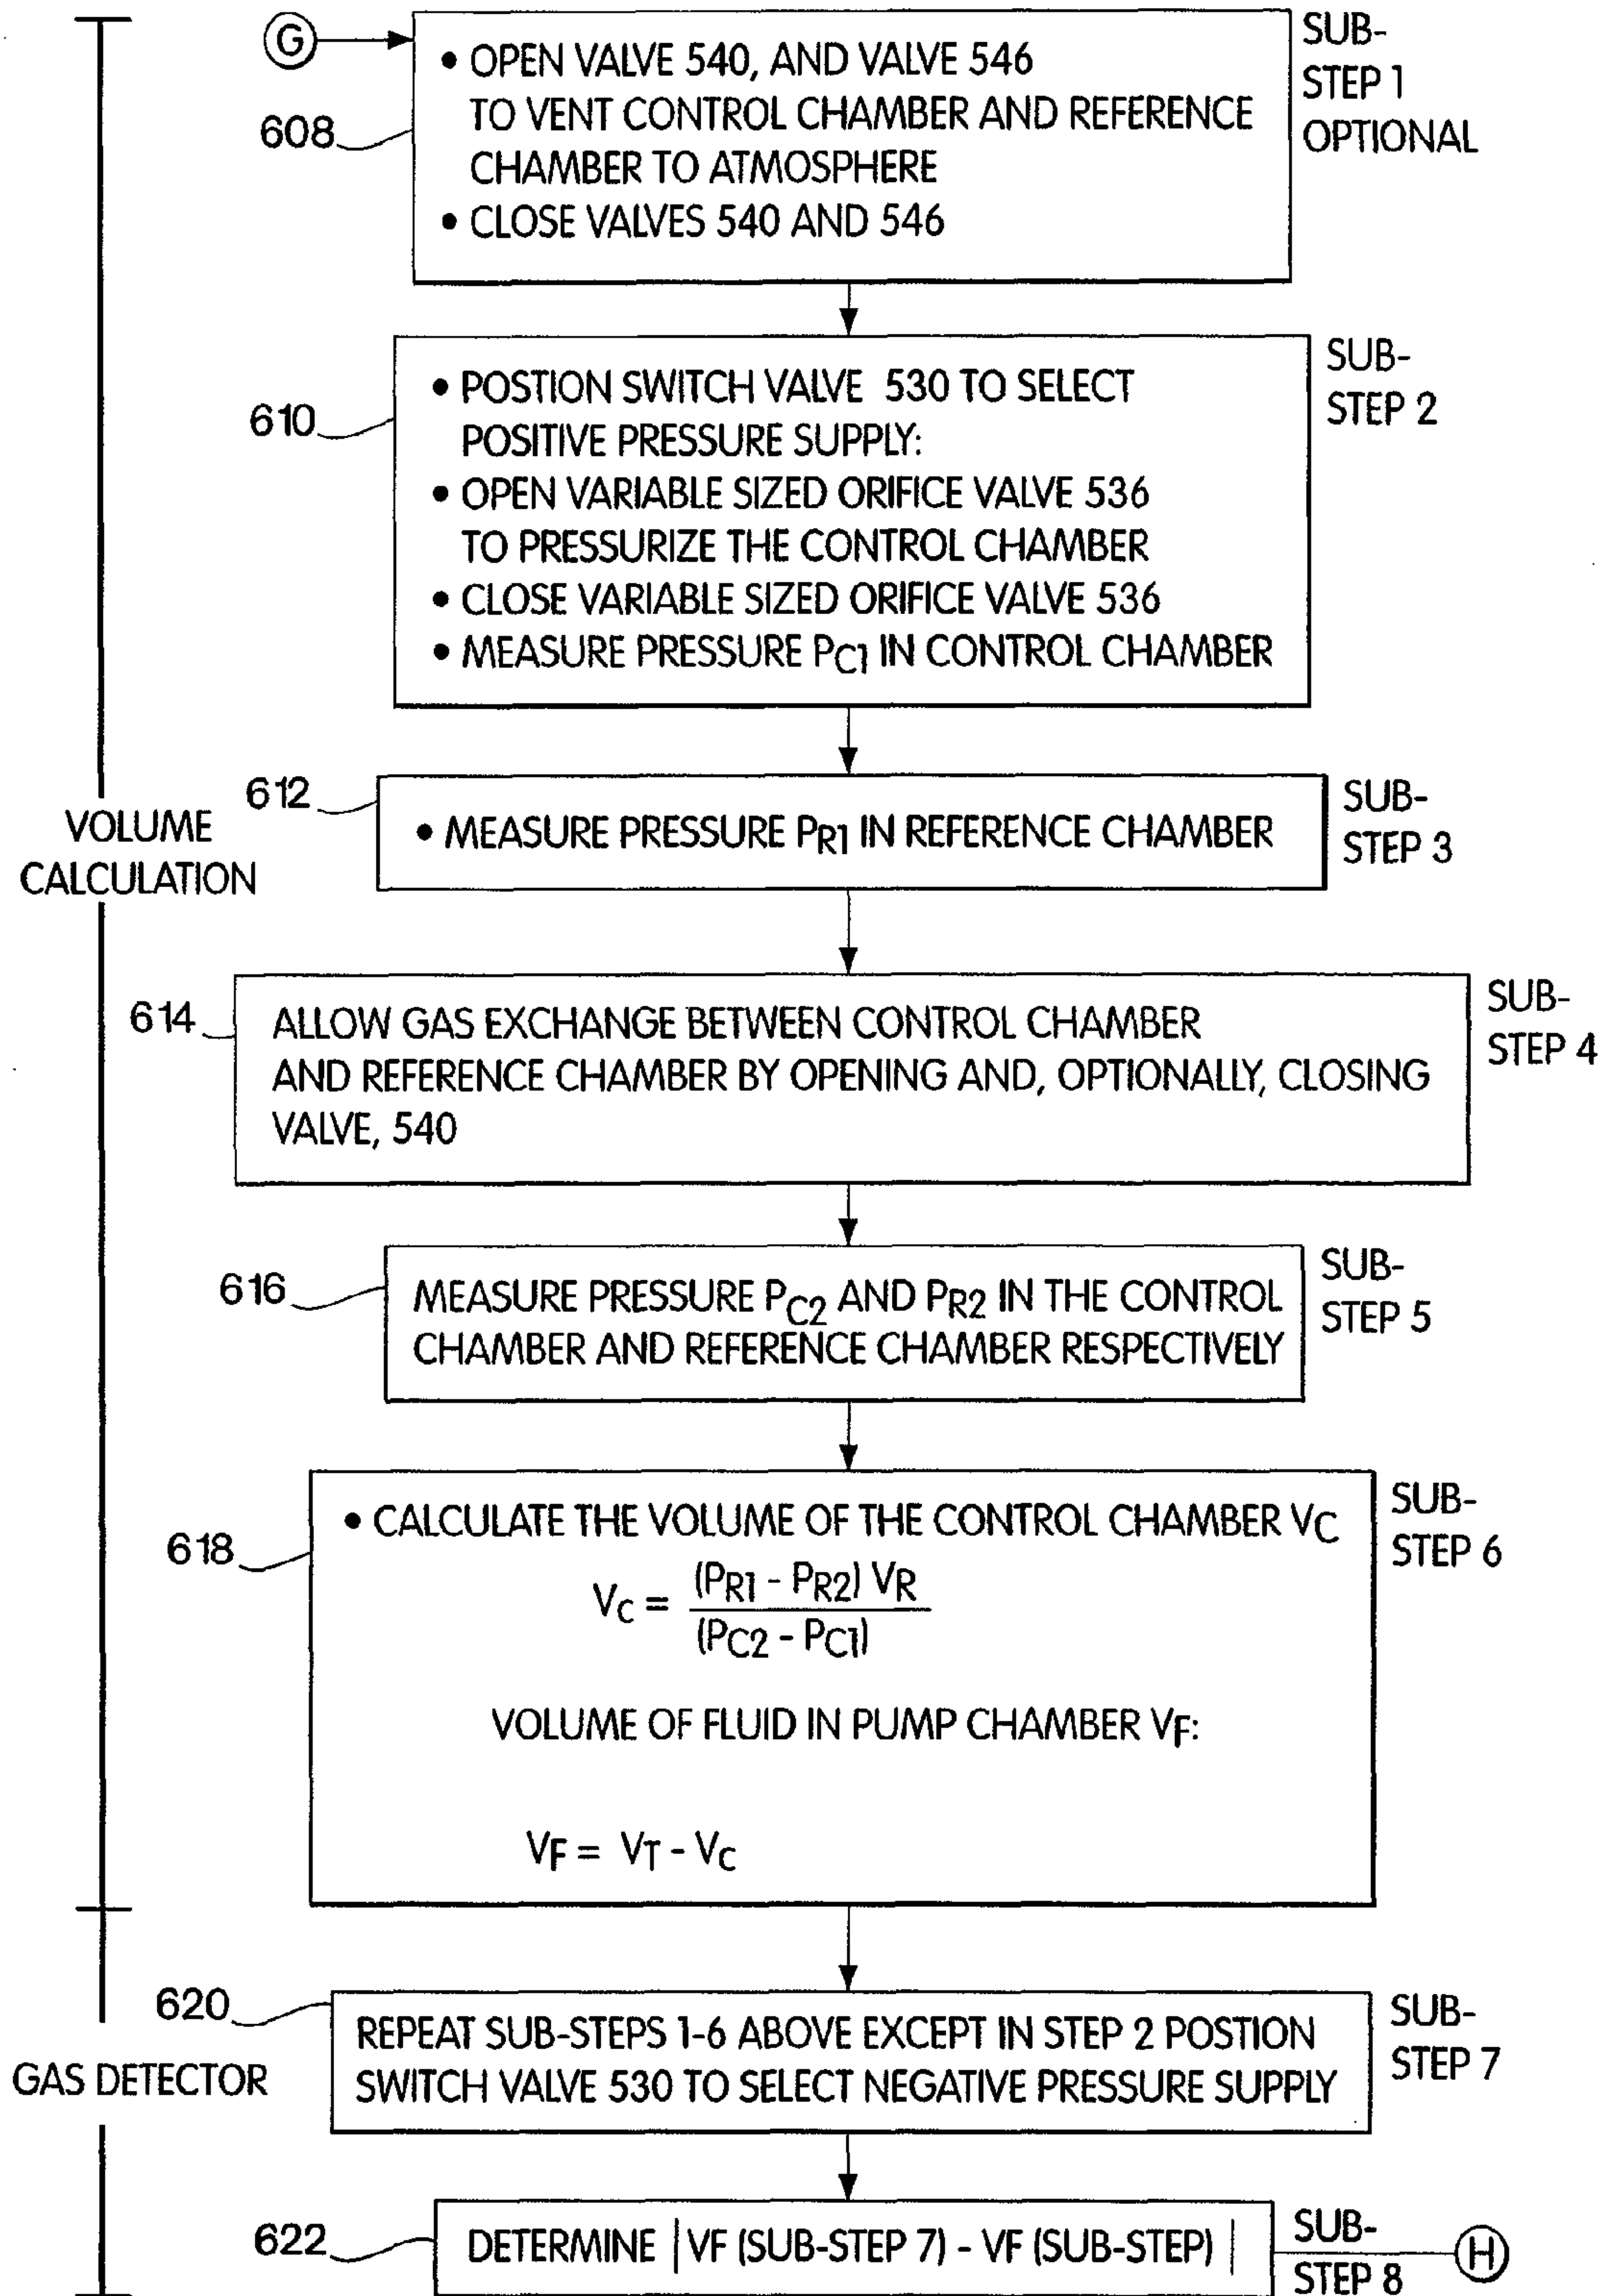 G
608
• OPEN VALVE 540, AND VALVE 546
TO VENT CONTROL CHAMBER AND REFERENCE
CHAMBER TO ATMOSPHERE
• CLOSE VALVES 540 AND 546
SUB-
STEP 1
OPTIONAL
610
• POSTION SWITCH VALVE 530 TO SELECT
POSITIVE PRESSURE SUPPLY:
• OPEN VARIABLE SIZED ORIFICE VALVE 536
TO PRESSURIZE THE CONTROL CHAMBER
• CLOSE VARIABLE SIZED ORIFICE VALVE 536
• MEASURE PRESSURE PC1 IN CONTROL CHAMBER
SUB-
STEP 2
VOLUME
CALCULATION
612
• MEASURE PRESSURE PR1 IN REFERENCE CHAMBER
SUB-
STEP 3
614
ALLOW GAS EXCHANGE BETWEEN CONTROL CHAMBER
AND REFERENCE CHAMBER BY OPENING AND, OPTIONALLY, CLOSING
VALVE, 540
SUB-
STEP 4
616
MEASURE PRESSURE PC2 AND PR2 IN THE CONTROL
CHAMBER AND REFERENCE CHAMBER RESPECTIVELY
SUB-
STEP 5
618
• CALCULATE THE VOLUME OF THE CONTROL CHAMBER VC
VC = (PR1 - PR2) VR
(PC2 - PC1)
VOLUME OF FLUID IN PUMP CHAMBER VF:
VF = VT - VC
SUB-
STEP 6
GAS DETECTOR
620
REPEAT SUB-STEPS 1-6 ABOVE EXCEPT IN STEP 2 POSTION
SWITCH VALVE 530 TO SELECT NEGATIVE PRESSURE SUPPLY
SUB-
STEP 7
622
DETERMINE | VF (SUB-STEP 7) - VF (SUB-STEP) |
SUB-
STEP 8
H